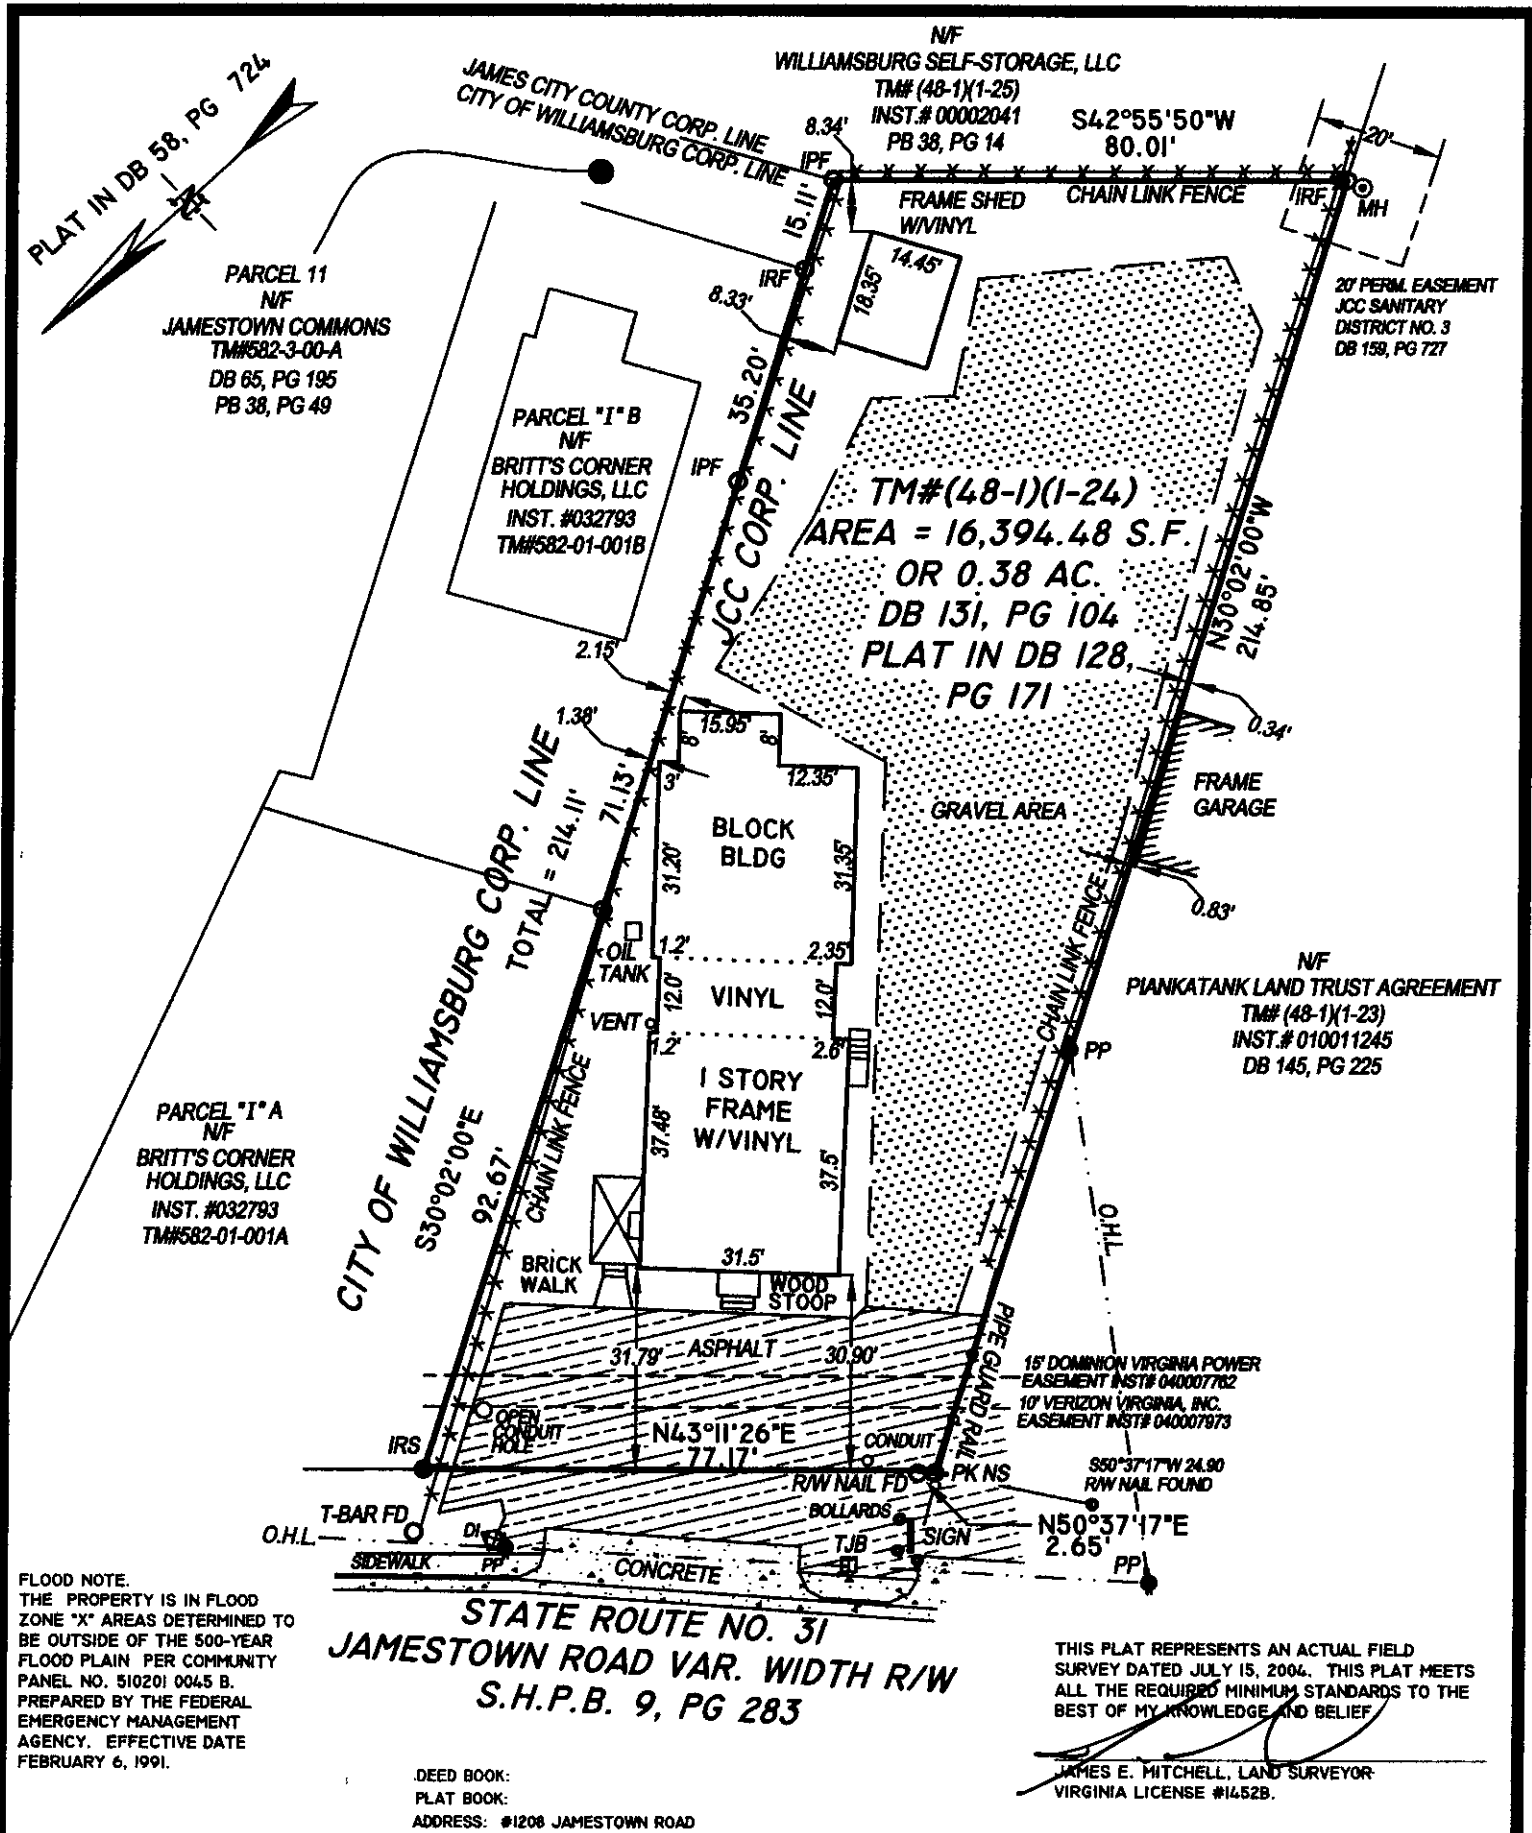 N/F
WILLIAMSBURG SELF-STORAGE, LLC
TM# (48-1)(1-25)
INST.# 00002041
PB 38, PG 14
S42°55'50"W
80.01'
20'
PLAT IN DB 58, PG 724
JAMES CITY COUNTY CORP. LINE
CITY OF WILLIAMSBURG CORP. LINE
8.34'
IPF
15.11'
FRAME SHED
W/VINYL
CHAIN LINK FENCE
IRF
MH
14.45'
18.35'
IRF
8.33'
20' PERM. EASEMENT
JCC SANITARY
DISTRICT NO. 3
DB 159, PG 727
PARCEL 11
N/F
JAMESTOWN COMMONS
TM#582-3-00-A
DB 65, PG 195
PB 38, PG 49
35.20'
PARCEL "I" B
N/F
BRITT'S CORNER
HOLDINGS, LLC
INST. #032793
TM#582-01-001B
IPF
JCC CORP. LINE
TM#(48-1)(1-24)
AREA = 16,394.48 S.F.
OR 0.38 AC.
DB 131, PG 104
PLAT IN DB 128,
PG 171
N30°02'00"W
214.85'
2.15'
1.38'
15.95'
8'
8'
3'
12.35'
0.34'
FRAME
GARAGE
GRAVEL AREA
71.13'
BLOCK
BLDG
31.20'
31.35'
0.83'
CITY OF WILLIAMSBURG CORP. LINE
TOTAL = 214.11'
OIL
TANK
1.2'
2.35'
VINYL
12.0'
12.0'
VENT
1.2'
2.6'
CHAIN LINK FENCE
PP
N/F
PIANKATANK LAND TRUST AGREEMENT
TM# (48-1)(1-23)
INST.# 010011245
DB 145, PG 225
1 STORY
FRAME
W/VINYL
37.48'
37.5'
PARCEL "I" A
N/F
BRITT'S CORNER
HOLDINGS, LLC
INST. #032793
TM#582-01-001A
S30°02'00"E
92.67'
CHAIN LINK FENCE
O.H.L.
BRICK
WALK
31.5'
WOOD
STOOP
PIPE GUARD RAIL
ASPHALT
31.79'
30.90'
15' DOMINION VIRGINIA POWER
EASEMENT INST# 040007762
10' VERIZON VIRGINIA, INC.
EASEMENT INST# 040007973
OPEN
CONDUIT
HOLE
N43°11'26"E
77.17'
CONDUIT
IRS
R/W NAIL FD
PK NS
S50°37'17"W 24.90
R/W NAIL FOUND
T-BAR FD
O.H.L.
DI
BOLLARDS
SIGN
N50°37'17"E
2.65'
SIDEWALK
PP
CONCRETE
TJB
PP
STATE ROUTE NO. 31
JAMESTOWN ROAD VAR. WIDTH R/W
S.H.P.B. 9, PG 283
FLOOD NOTE.
THE PROPERTY IS IN FLOOD
ZONE "X" AREAS DETERMINED TO
BE OUTSIDE OF THE 500-YEAR
FLOOD PLAIN PER COMMUNITY
PANEL NO. 510201 0045 B.
PREPARED BY THE FEDERAL
EMERGENCY MANAGEMENT
AGENCY. EFFECTIVE DATE
FEBRUARY 6, 1991.
THIS PLAT REPRESENTS AN ACTUAL FIELD
SURVEY DATED JULY 15, 2004. THIS PLAT MEETS
ALL THE REQUIRED MINIMUM STANDARDS TO THE
BEST OF MY KNOWLEDGE AND BELIEF
JAMES E. MITCHELL, LAND SURVEYOR
VIRGINIA LICENSE #1452B.
DEED BOOK:
PLAT BOOK:
ADDRESS: #1208 JAMESTOWN ROAD